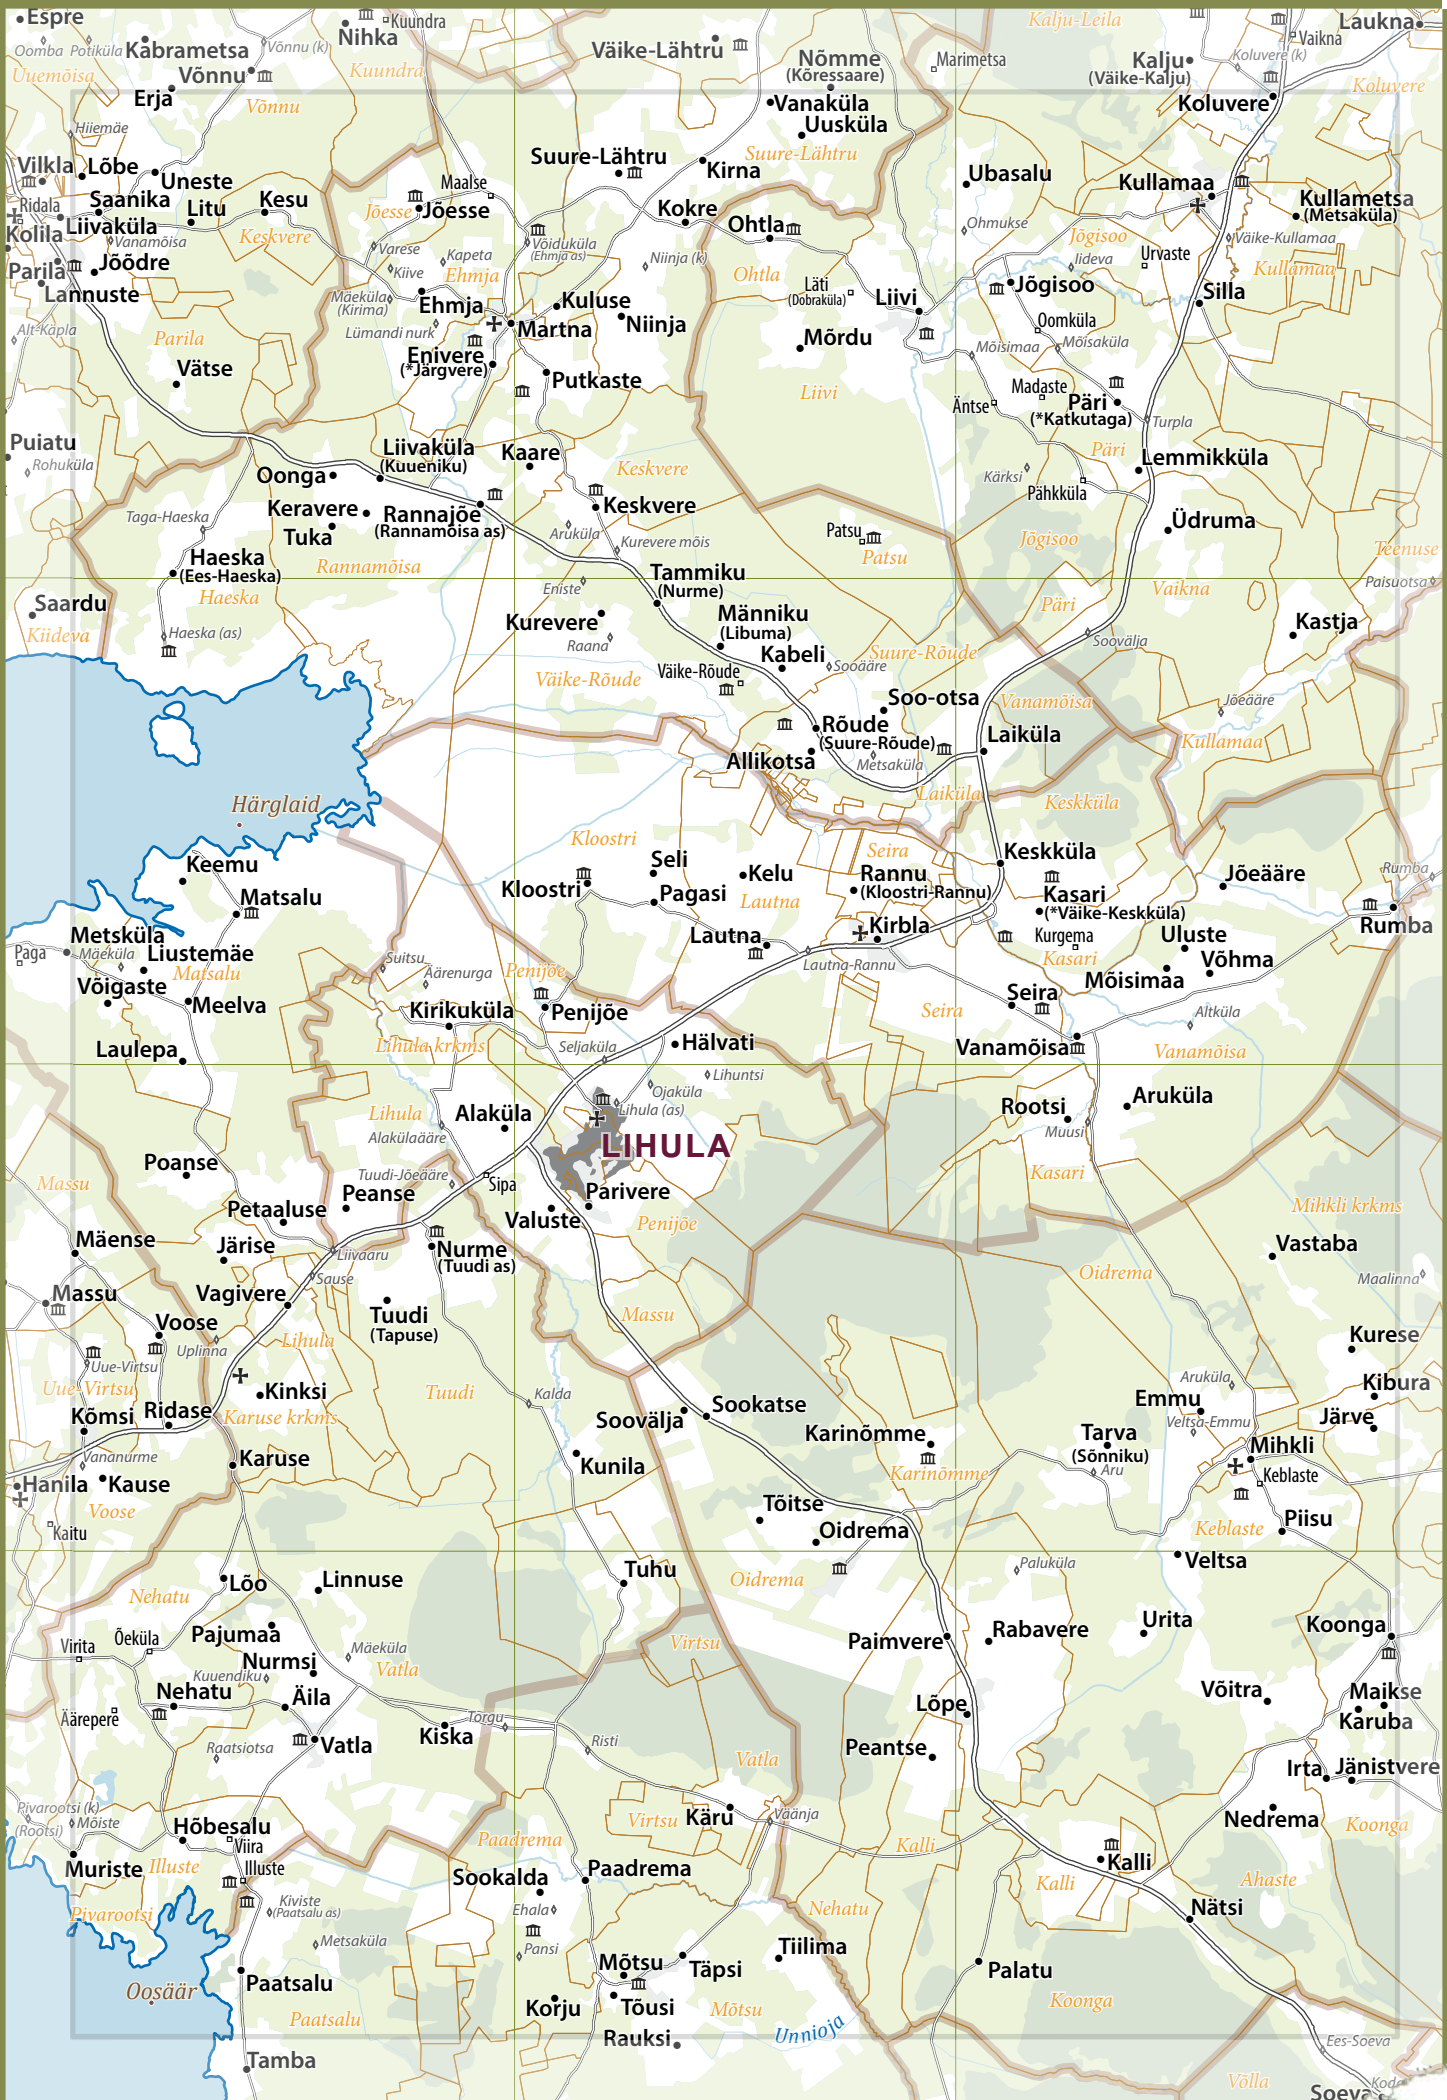 Espre
Kuundra
Nihka
Kalju-Leila
Laukna
Oomba
Potiküla
Kabrametsa
Võnnu (k)
Väike-Lähtru
Vaikna
Uuemõisa
Võnnu
Kuundra
Nõmme
(Kõressaare)
Marimetsa
Kalju
(Väike-Kalju)
Koluvere (k)
Koluvere
Erja
Võnnu
Vanaküla
Uusküla
Koluvere
Hiiemäe
Vilkla
Lõbe
Uneste
Suure-Lähtru
Kirna
Suure-Lähtru
Ubasalu
Kullamaa
Kullametsa
(Metsaküla)
Ridala
Saanika
Litu
Kesu
Maalse
Jõesse
Jõesse
Kokre
Ohtla
Kolila
Liivaküla
Vanamõisa
Keskvere
Varese
Kapeta
Võiduküla
(Ehmja as)
Niinja (k)
Ohmukse
Jõgisoo
Väike-Kullamaa
Parila
Jõõdre
Kiive
Ehmja
Ohtla
Iideva
Urvaste
Kullamaa
Lannuste
Mäeküla
(Kirima)
Ehmja
Kuluse
Läti
(Dobraküla)
Liivi
Jõgisoo
Silla
Alt-Käpla
Lümandi nurk
Martna
Niinja
Oomküla
Parila
Enivere
(*Järgvere)
Mõrdu
Mõisimaa
Mõisaküla
Vätse
Putkaste
Liivi
Madaste
Äntse
Päri
(*Katkutaga)
Turpla
Puiatu
Rohuküla
Liivaküla
(Kuueniku)
Kaare
Keskvere
Päri
Lemmikküla
Oonga
Kärksi
Pähkküla
Keravere
Rannajõe
(Rannamõisa as)
Keskvere
Taga-Haeska
Tuka
Aruküla
Kurevere mõis
Patsu
Patsu
Jõgisoo
Üdruma
Teenuse
Haeska
(Ees-Haeska)
Rannamõisa
Tammiku
(Nurme)
Eniste
Vaikna
Paisuotsa
Saardu
Haeska
Kurevere
Männiku
(Libuma)
Päri
Kastja
Kiideva
Haeska (as)
Raana
Kabeli
Sooääre
Suure-Rõude
Soovälja
Väike-Rõude
Väike-Rõude
Soo-otsa
Vanamõisa
Jõeääre
Rõude
(Suure-Rõude)
Laiküla
Kullamaa
Allikotsa
Metsaküla
Härglaid
Laiküla
Keskküla
Kloostri
Seira
Keskküla
Keemu
Seli
Kelu
Rannu
(Kloostri-Rannu)
Jõeääre
Rumba
Matsalu
Kloostri
Pagasi
Lautna
Kasari
(*Väike-Keskküla)
Metsküla
Lautna
Kirbla
Kurgema
Uluste
Rumba
Paga
Mäeküla
Liustemäe
Matsalu
Suitsu
Äärenurga
Penijõe
Lautna-Rannu
Kasari
Mõisimaa
Võhma
Võigaste
Meelva
Kirikuküla
Penijõe
Seira
Seira
Altküla
Laulepa
Lihula krkms
Seljaküla
Hälvati
Vanamõisa
Vanamõisa
Lihuntsi
Ojaküla
Lihula
Alaküla
Lihula (as)
Rootsi
Aruküla
Alakülaääre
LIHULA
Muusi
Poanse
Kasari
Massu
Tuudi-Jõeääre
Sipa
Parivere
Peanse
Valuste
Penijõe
Mihkli krkms
Petaaluse
Mäense
Järise
Liivaaru
Nurme
(Tuudi as)
Vastaba
Oidrema
Maalinna
Sause
Massu
Vagivere
Massu
Tuudi
(Tapuse)
Voose
Uplinna
Lihula
Kurese
Uue-Virtsu
Uue-Virtsu
Kinksi
Tuudi
Kalda
Aruküla
Emmu
Kibura
Kõmsi
Ridase
Karuse krkms
Soovälja
Sookatse
Veltsa-Emmu
Järve
Vananurme
Karuse
Karinõmme
Tarva
(Sõnniku)
Mihkli
Hanila
Kause
Kunila
Karinõmme
Aru
Keblaste
Voose
Tõitse
Kaitu
Oidrema
Keblaste
Piisu
Nehatu
Lõo
Linnuse
Tuhu
Oidrema
Paluküla
Veltsa
Virita
Õeküla
Pajumaa
Mäeküla
Virtsu
Paimvere
Rabavere
Urita
Koonga
Nurmsi
Vatla
Kuuendiku
Nehatu
Äila
Lõpe
Võitra
Maikse
Karuba
Äärepere
Torgu
Kiska
Risti
Vatla
Raatsiotsa
Vatla
Peantse
Irta
Jänistvere
Pivarootsi (k)
(Rootsi)
Mõiste
Hõbesalu
Viira
Käru
Väänja
Virtsu
Nedrema
Koonga
Paadrema
Kalli
Muriste
Illuste
Illuste
Sookalda
Paadrema
Kalli
Kalli
Ahaste
Pivarootsi
Kiviste
(Paatsalu as)
Ehala
Nehatu
Nätsi
Metsaküla
Pansi
Tiilima
Mõtsu
Täpsi
Palatu
Oosäär
Paatsalu
Paatsalu
Korju
Tõusi
Mõtsu
Koonga
Rauksi
Unnioja
Ees-Soeva
Tamba
Võlla
Soeva